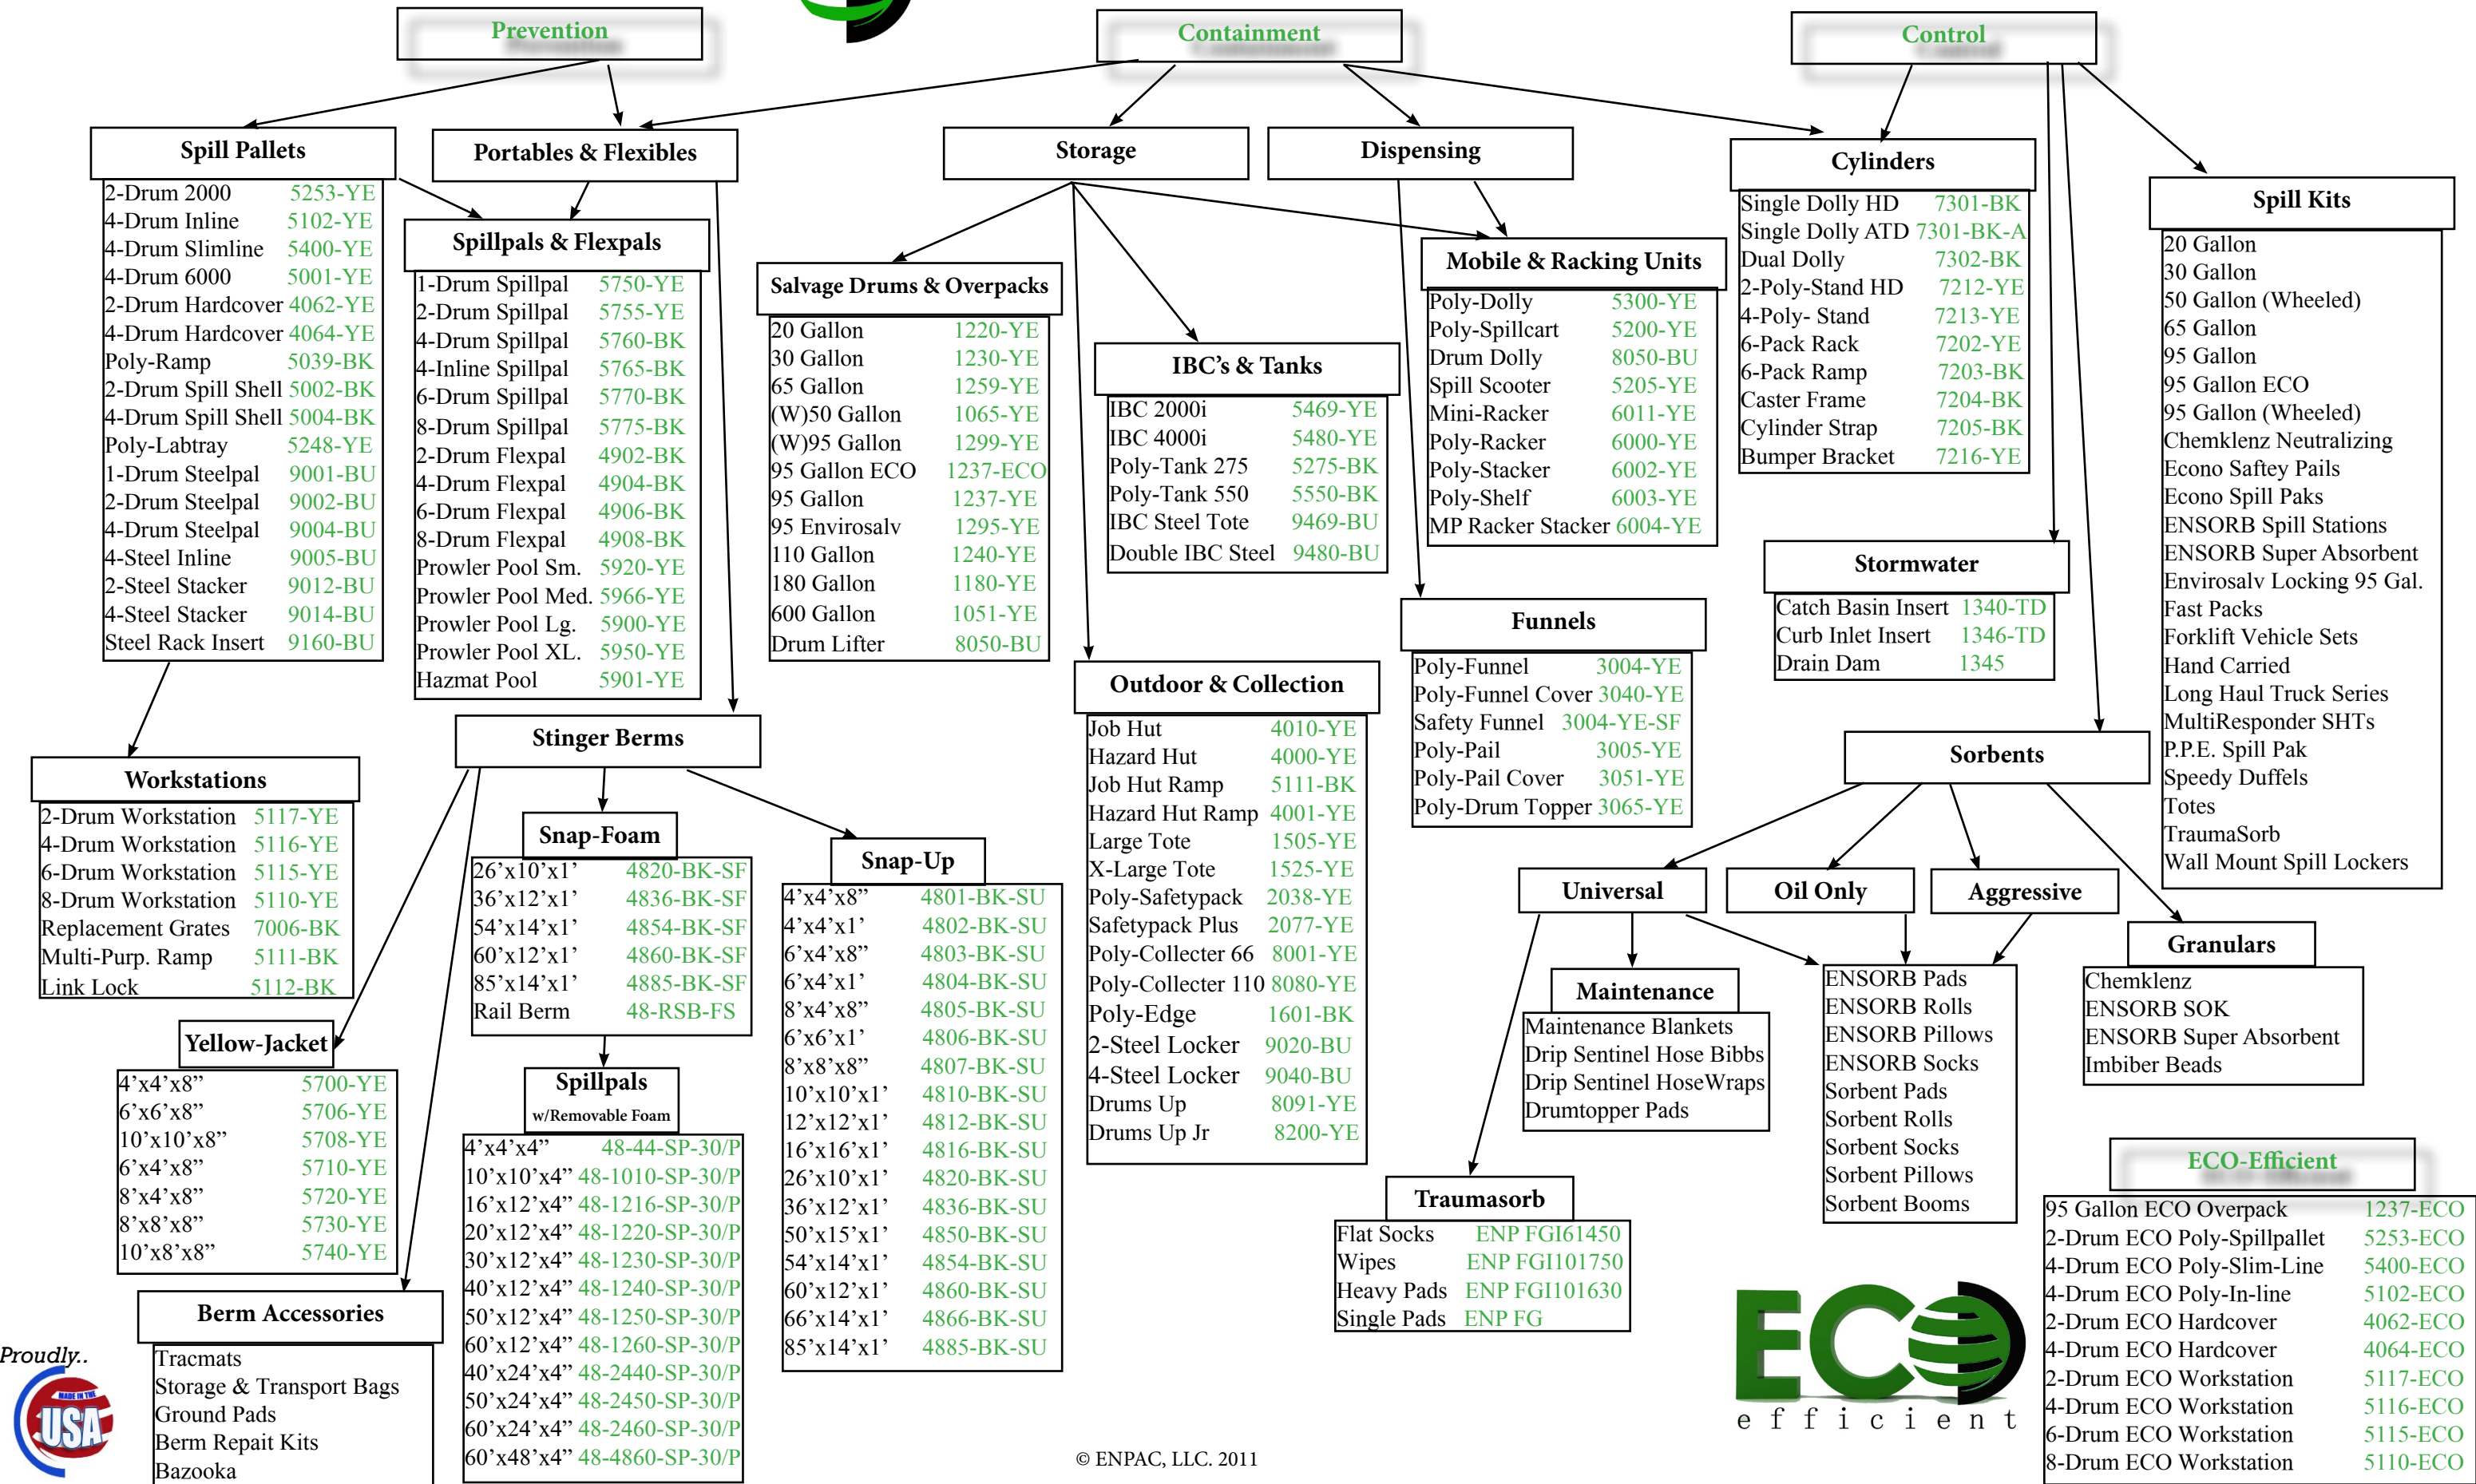 Prevention
Containment
Control
Spill Pallets
2-Drum 2000 5253-YE
4-Drum Inline 5102-YE
4-Drum Slimline 5400-YE
4-Drum 6000 5001-YE
2-Drum Hardcover 4062-YE
4-Drum Hardcover 4064-YE
Poly-Ramp 5039-BK
2-Drum Spill Shell 5002-BK
4-Drum Spill Shell 5004-BK
Poly-Labtray 5248-YE
1-Drum Steelpal 9001-BU
2-Drum Steelpal 9002-BU
4-Drum Steelpal 9004-BU
4-Steel Inline 9005-BU
2-Steel Stacker 9012-BU
4-Steel Stacker 9014-BU
Steel Rack Insert 9160-BU
Portables & Flexibles
Spillpals & Flexpals
1-Drum Spillpal 5750-YE
2-Drum Spillpal 5755-YE
4-Drum Spillpal 5760-BK
4-Inline Spillpal 5765-BK
6-Drum Spillpal 5770-BK
8-Drum Spillpal 5775-BK
2-Drum Flexpal 4902-BK
4-Drum Flexpal 4904-BK
6-Drum Flexpal 4906-BK
8-Drum Flexpal 4908-BK
Prowler Pool Sm. 5920-YE
Prowler Pool Med. 5966-YE
Prowler Pool Lg. 5900-YE
Prowler Pool XL. 5950-YE
Hazmat Pool 5901-YE
Storage
Dispensing
Salvage Drums & Overpacks
20 Gallon 1220-YE
30 Gallon 1230-YE
65 Gallon 1259-YE
(W)50 Gallon 1065-YE
(W)95 Gallon 1299-YE
95 Gallon ECO 1237-ECO
95 Gallon 1237-YE
95 Envirosalv 1295-YE
110 Gallon 1240-YE
180 Gallon 1180-YE
600 Gallon 1051-YE
Drum Lifter 8050-BU
IBC's & Tanks
IBC 2000i 5469-YE
IBC 4000i 5480-YE
Poly-Tank 275 5275-BK
Poly-Tank 550 5550-BK
IBC Steel Tote 9469-BU
Double IBC Steel 9480-BU
Mobile & Racking Units
Poly-Dolly 5300-YE
Poly-Spillcart 5200-YE
Drum Dolly 8050-BU
Spill Scooter 5205-YE
Mini-Racker 6011-YE
Poly-Racker 6000-YE
Poly-Stacker 6002-YE
Poly-Shelf 6003-YE
MP Racker Stacker 6004-YE
Cylinders
Single Dolly HD 7301-BK
Single Dolly ATD 7301-BK-A
Dual Dolly 7302-BK
2-Poly-Stand HD 7212-YE
4-Poly- Stand 7213-YE
6-Pack Rack 7202-YE
6-Pack Ramp 7203-BK
Caster Frame 7204-BK
Cylinder Strap 7205-BK
Bumper Bracket 7216-YE
Spill Kits
20 Gallon
30 Gallon
50 Gallon (Wheeled)
65 Gallon
95 Gallon
95 Gallon ECO
95 Gallon (Wheeled)
Chemklenz Neutralizing
Econo Saftey Pails
Econo Spill Paks
ENSORB Spill Stations
ENSORB Super Absorbent
Envirosalv Locking 95 Gal.
Fast Packs
Forklift Vehicle Sets
Hand Carried
Long Haul Truck Series
MultiResponder SHTs
P.P.E. Spill Pak
Speedy Duffels
Totes
TraumaSorb
Wall Mount Spill Lockers
Stormwater
Catch Basin Insert 1340-TD
Curb Inlet Insert 1346-TD
Drain Dam 1345
Funnels
Poly-Funnel 3004-YE
Poly-Funnel Cover 3040-YE
Safety Funnel 3004-YE-SF
Poly-Pail 3005-YE
Poly-Pail Cover 3051-YE
Poly-Drum Topper 3065-YE
Outdoor & Collection
Job Hut 4010-YE
Hazard Hut 4000-YE
Job Hut Ramp 5111-BK
Hazard Hut Ramp 4001-YE
Large Tote 1505-YE
X-Large Tote 1525-YE
Poly-Safetypack 2038-YE
Safetypack Plus 2077-YE
Poly-Collecter 66 8001-YE
Poly-Collecter 110 8080-YE
Poly-Edge 1601-BK
2-Steel Locker 9020-BU
4-Steel Locker 9040-BU
Drums Up 8091-YE
Drums Up Jr 8200-YE
Workstations
2-Drum Workstation 5117-YE
4-Drum Workstation 5116-YE
6-Drum Workstation 5115-YE
8-Drum Workstation 5110-YE
Replacement Grates 7006-BK
Multi-Purp. Ramp 5111-BK
Link Lock 5112-BK
Stinger Berms
Snap-Foam
26'x10'x1' 4820-BK-SF
36'x12'x1' 4836-BK-SF
54'x14'x1' 4854-BK-SF
60'x12'x1' 4860-BK-SF
85'x14'x1' 4885-BK-SF
Rail Berm 48-RSB-FS
Snap-Up
4'x4'x8” 4801-BK-SU
4'x4'x1' 4802-BK-SU
6'x4'x8” 4803-BK-SU
6'x4'x1' 4804-BK-SU
8'x4'x8” 4805-BK-SU
6'x6'x1' 4806-BK-SU
8'x8'x8” 4807-BK-SU
10'x10'x1' 4810-BK-SU
12'x12'x1' 4812-BK-SU
16'x16'x1' 4816-BK-SU
26'x10'x1' 4820-BK-SU
36'x12'x1' 4836-BK-SU
50'x15'x1' 4850-BK-SU
54'x14'x1' 4854-BK-SU
60'x12'x1' 4860-BK-SU
66'x14'x1' 4866-BK-SU
85'x14'x1' 4885-BK-SU
Yellow-Jacket
4'x4'x8” 5700-YE
6'x6'x8” 5706-YE
10'x10'x8” 5708-YE
6'x4'x8” 5710-YE
8'x4'x8” 5720-YE
8'x8'x8” 5730-YE
10'x8'x8” 5740-YE
Spillpals
w/Removable Foam
4'x4'x4” 48-44-SP-30/P
10'x10'x4” 48-1010-SP-30/P
16'x12'x4” 48-1216-SP-30/P
20'x12'x4” 48-1220-SP-30/P
30'x12'x4” 48-1230-SP-30/P
40'x12'x4” 48-1240-SP-30/P
50'x12'x4” 48-1250-SP-30/P
60'x12'x4” 48-1260-SP-30/P
40'x24'x4” 48-2440-SP-30/P
50'x24'x4” 48-2450-SP-30/P
60'x24'x4” 48-2460-SP-30/P
60'x48'x4” 48-4860-SP-30/P
Berm Accessories
Tracmats
Storage & Transport Bags
Ground Pads
Berm Repait Kits
Bazooka
Sorbents
Universal
Oil Only
Aggressive
Granulars
Chemklenz
ENSORB SOK
ENSORB Super Absorbent
Imbiber Beads
Maintenance
Maintenance Blankets
Drip Sentinel Hose Bibbs
Drip Sentinel HoseWraps
Drumtopper Pads
ENSORB Pads
ENSORB Rolls
ENSORB Pillows
ENSORB Socks
Sorbent Pads
Sorbent Rolls
Sorbent Socks
Sorbent Pillows
Sorbent Booms
Traumasorb
Flat Socks ENP FGI61450
Wipes ENP FGI101750
Heavy Pads ENP FGI101630
Single Pads ENP FG
ECO-Efficient
95 Gallon ECO Overpack 1237-ECO
2-Drum ECO Poly-Spillpallet 5253-ECO
4-Drum ECO Poly-Slim-Line 5400-ECO
4-Drum ECO Poly-In-line 5102-ECO
2-Drum ECO Hardcover 4062-ECO
4-Drum ECO Hardcover 4064-ECO
2-Drum ECO Workstation 5117-ECO
4-Drum ECO Workstation 5116-ECO
6-Drum ECO Workstation 5115-ECO
8-Drum ECO Workstation 5110-ECO
ECO
efficient
Proudly..
MADE IN THE
USA
© ENPAC, LLC. 2011